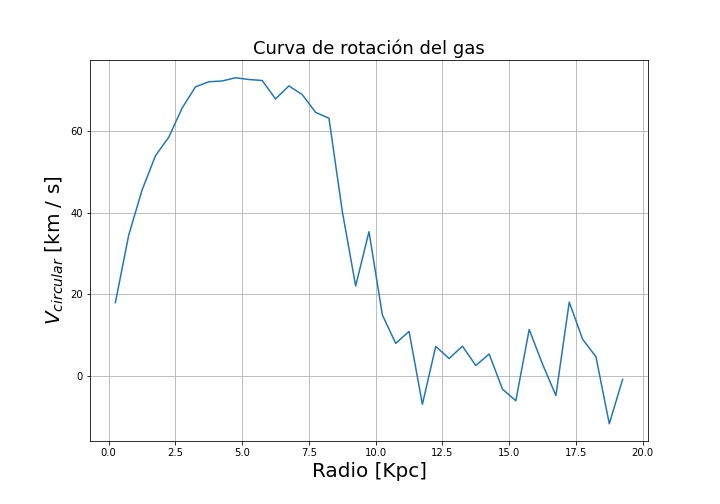 Curva de rotación del gas
60
40
20
0
V_circular [km / s]
0.0 2.5 5.0 7.5 10.0 12.5 15.0 17.5 20.0
Radio [Kpc]